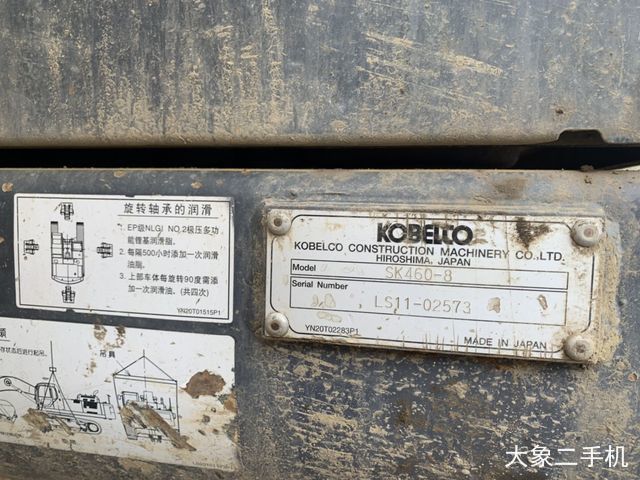 旋转轴承的润滑
1. EP级NLGI NO.2极压多功
能锂基润滑脂。
2. 每隔500小时添加一次润滑
油脂。
3. 上部车体每旋转90度需添
加一次润滑油。(共四次)
YN20T01515P1
KOBELCO
KOBELCO CONSTRUCTION MACHINERY CO.,LTD.
HIROSHIMA, JAPAN
Model SK460-8
Serial Number
LS11-02573
YN20T02283P1
MADE IN JAPAN
吊具
大象二手机